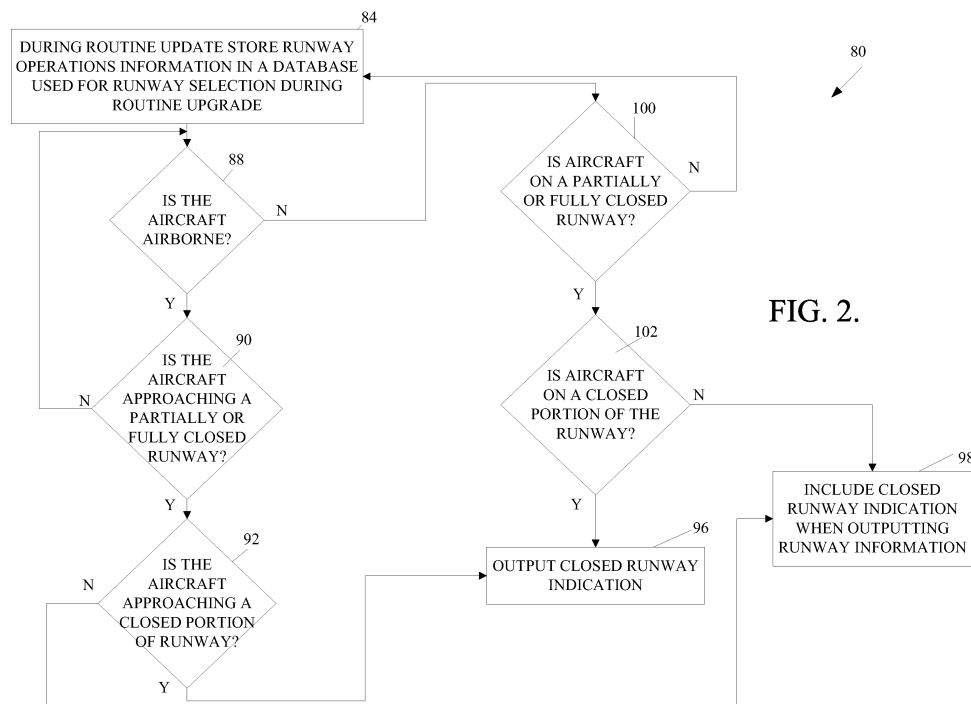 84
DURING ROUTINE UPDATE STORE RUNWAY
OPERATIONS INFORMATION IN A DATABASE
USED FOR RUNWAY SELECTION DURING
ROUTINE UPGRADE
80
88
IS THE
AIRCRAFT
AIRBORNE?
N
Y
100
IS AIRCRAFT
ON A PARTIALLY
OR FULLY CLOSED
RUNWAY?
N
Y
FIG. 2.
90
IS THE
AIRCRAFT
APPROACHING A
PARTIALLY OR
FULLY CLOSED
RUNWAY?
N
Y
102
IS AIRCRAFT
ON A CLOSED
PORTION OF THE
RUNWAY?
N
Y
98
INCLUDE CLOSED
RUNWAY INDICATION
WHEN OUTPUTTING
RUNWAY INFORMATION
92
IS THE
AIRCRAFT
APPROACHING A
CLOSED PORTION
OF RUNWAY?
N
Y
96
OUTPUT CLOSED RUNWAY
INDICATION